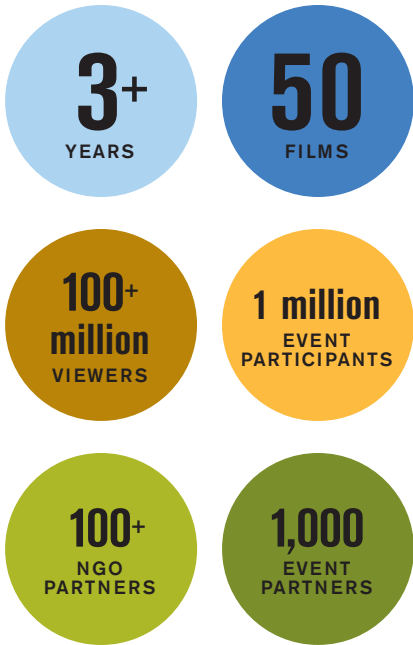 3+
YEARS
50
FILMS
100+
million
VIEWERS
1 million
EVENT
PARTICIPANTS
100+
NGO
PARTNERS
1,000
EVENT
PARTNERS